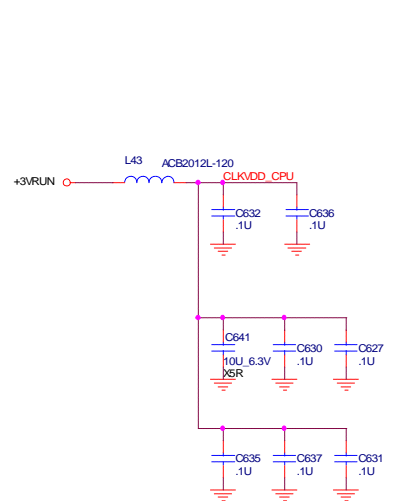 L43
ACB2012L-120
+3VRUN
CLKVDD_CPU
C632
.1U
C636
.1U
C641
10U_6.3V
X5R
C630
.1U
C627
.1U
C635
.1U
C637
.1U
C631
.1U